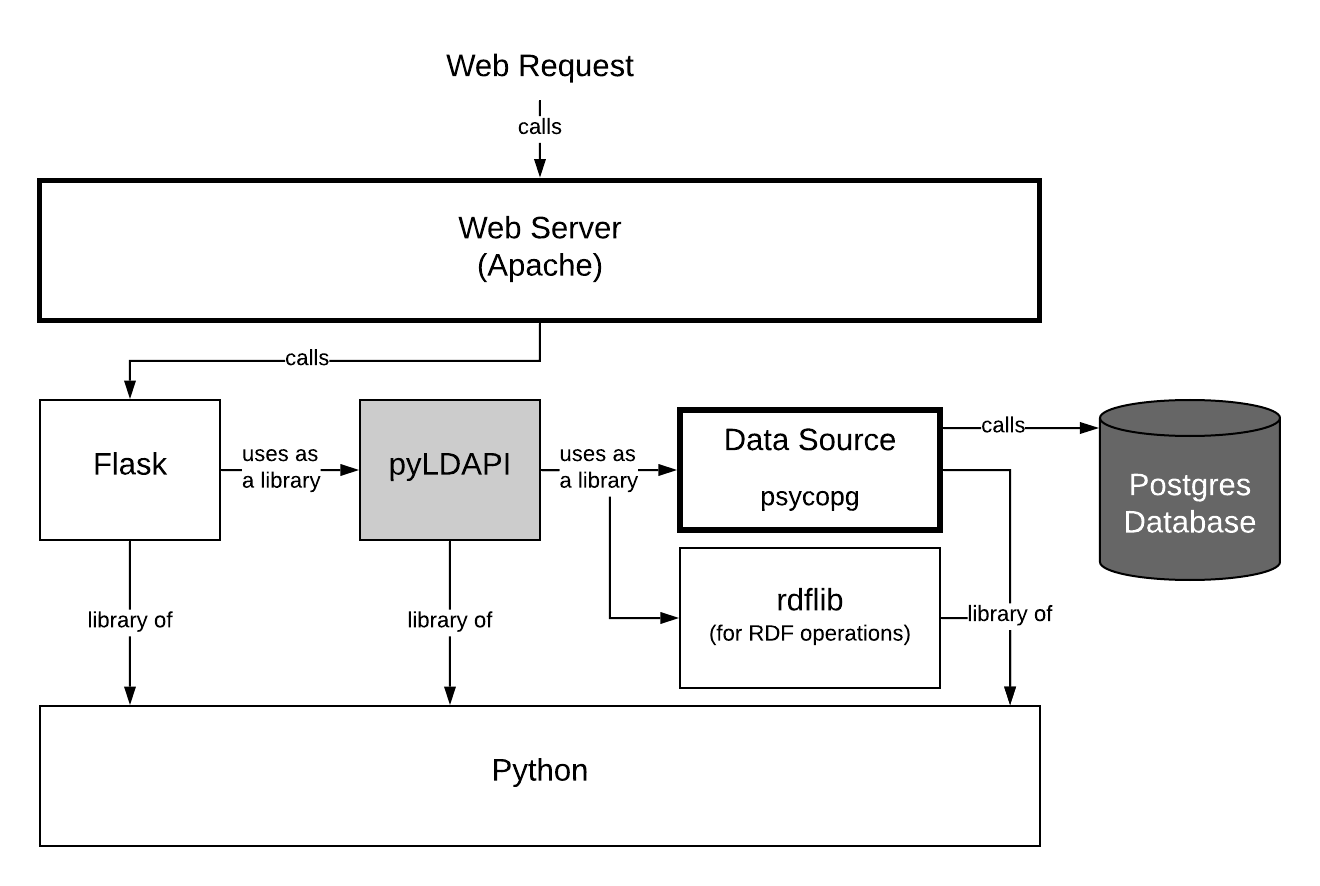 Web Request
calls
Web Server
(Apache)
calls
Flask
uses as
a library
pyLDAPI
uses as
a library
Data Source
psycopg
calls
Postgres
Database
rdflib
(for RDF operations)
library of
library of
library of
Python